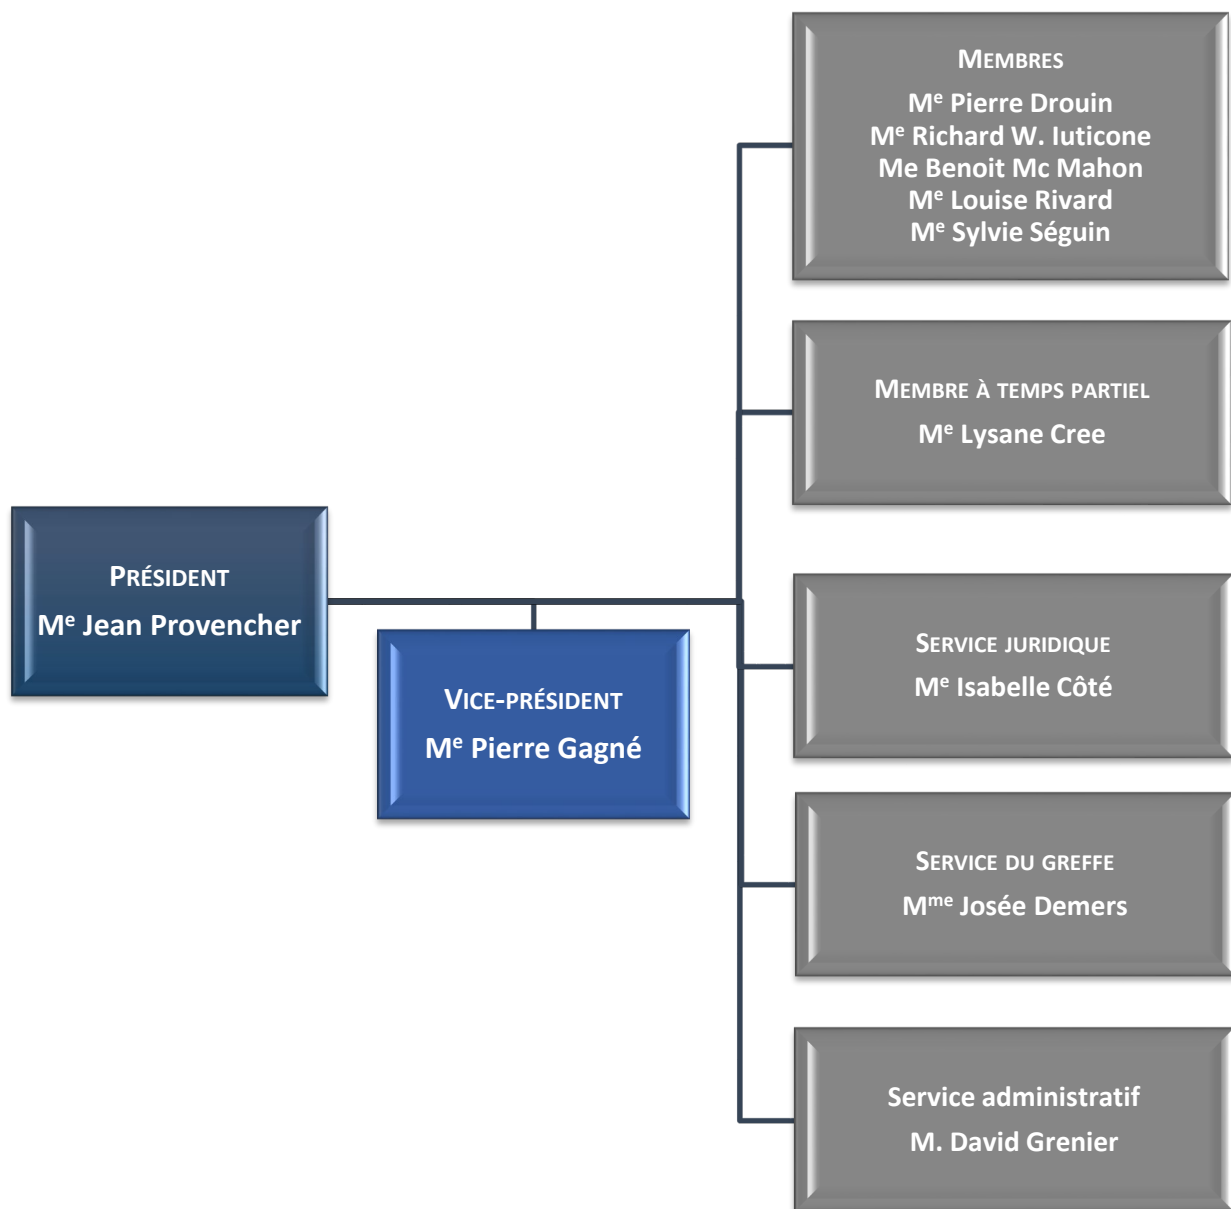 PRÉSIDENT
Me Jean Provencher
VICE-PRÉSIDENT
Me Pierre Gagné
MEMBRES
Me Pierre Drouin
Me Richard W. Iuticone
Me Benoit Mc Mahon
Me Louise Rivard
Me Sylvie Séguin
MEMBRE À TEMPS PARTIEL
Me Lysane Cree
SERVICE JURIDIQUE
Me Isabelle Côté
SERVICE DU GREFFE
Mme Josée Demers
Service administratif
M. David Grenier